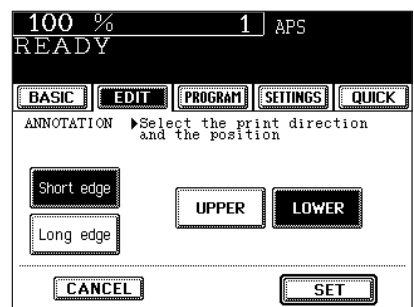 100 % 1 APS
READY
BASIC EDIT PROGRAM SETTINGS QUICK
ANNOTATION ▶Select the print direction
and the position
Short edge
UPPER LOWER
Long edge
CANCEL SET